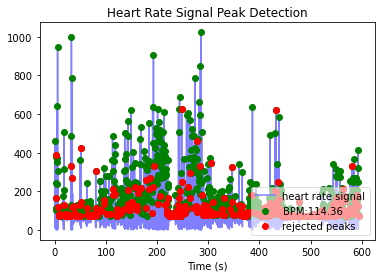 Heart Rate Signal Peak Detection
1000
800
600
400
200
0
heart rate signal
BPM:114.36
rejected peaks
0 100 200 300 400 500 600
Time (s)